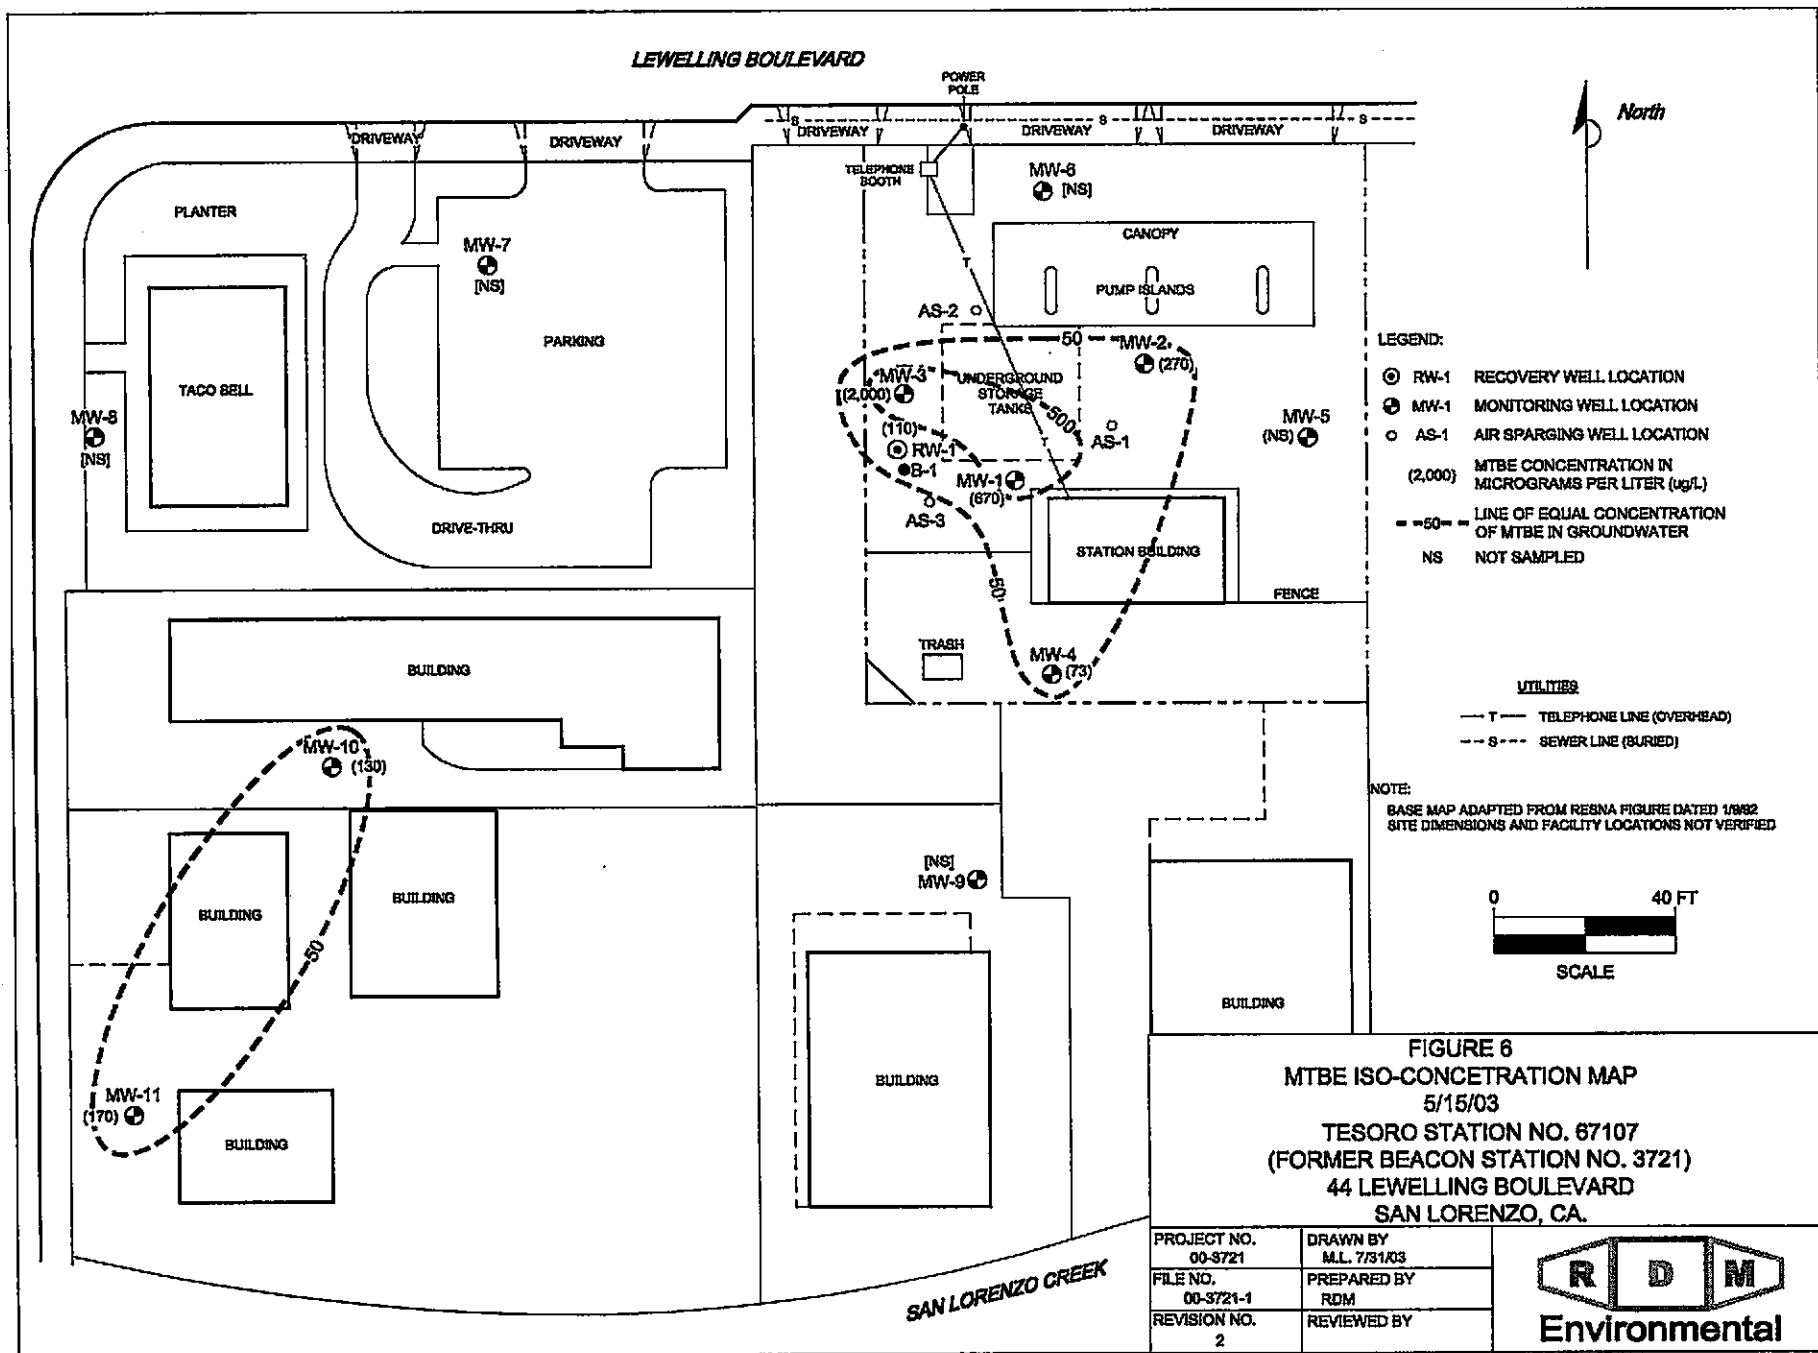 LEWELLING BOULEVARD
POWER
POLE
North
S
S
S
DRIVEWAY
DRIVEWAY
DRIVEWAY
DRIVEWAY
DRIVEWAY
TELEPHONE
BOOTH
MW-6
[NS]
PLANTER
CANOPY
MW-7
[NS]
T
PUMP ISLANDS
AS-2
PARKING
50
MW-2
(270)
LEGEND:
TACO BELL
MW-3
(2,000)
UNDERGROUND
STORAGE
TANKS
500
RW-1 RECOVERY WELL LOCATION
MW-1 MONITORING WELL LOCATION
AS-1 AIR SPARGING WELL LOCATION
(2,000) MTBE CONCENTRATION IN
MICROGRAMS PER LITER (ug/L)
50 LINE OF EQUAL CONCENTRATION
OF MTBE IN GROUNDWATER
NS NOT SAMPLED
MW-8
[NS]
(110)
RW-1
B-1
T
AS-1
MW-5
(NS)
MW-1
(670)
AS-3
DRIVE-THRU
STATION BUILDING
50
FENCE
TRASH
MW-4
(73)
BUILDING
UTILITIES
T TELEPHONE LINE (OVERHEAD)
S SEWER LINE (BURIED)
MW-10
(130)
NOTE:
BASE MAP ADAPTED FROM RESNA FIGURE DATED 1/9/92
SITE DIMENSIONS AND FACILITY LOCATIONS NOT VERIFIED
[NS]
MW-9
BUILDING
BUILDING
50
0 40 FT
SCALE
BUILDING
BUILDING
MW-11
(170)
BUILDING
FIGURE 6
MTBE ISO-CONCETRATION MAP
5/15/03
TESORO STATION NO. 67107
(FORMER BEACON STATION NO. 3721)
44 LEWELLING BOULEVARD
SAN LORENZO, CA.
SAN LORENZO CREEK
PROJECT NO.
00-3721
DRAWN BY
M.L. 7/31/03
FILE NO.
00-3721-1
PREPARED BY
RDM
REVISION NO.
2
REVIEWED BY
R D M
Environmental